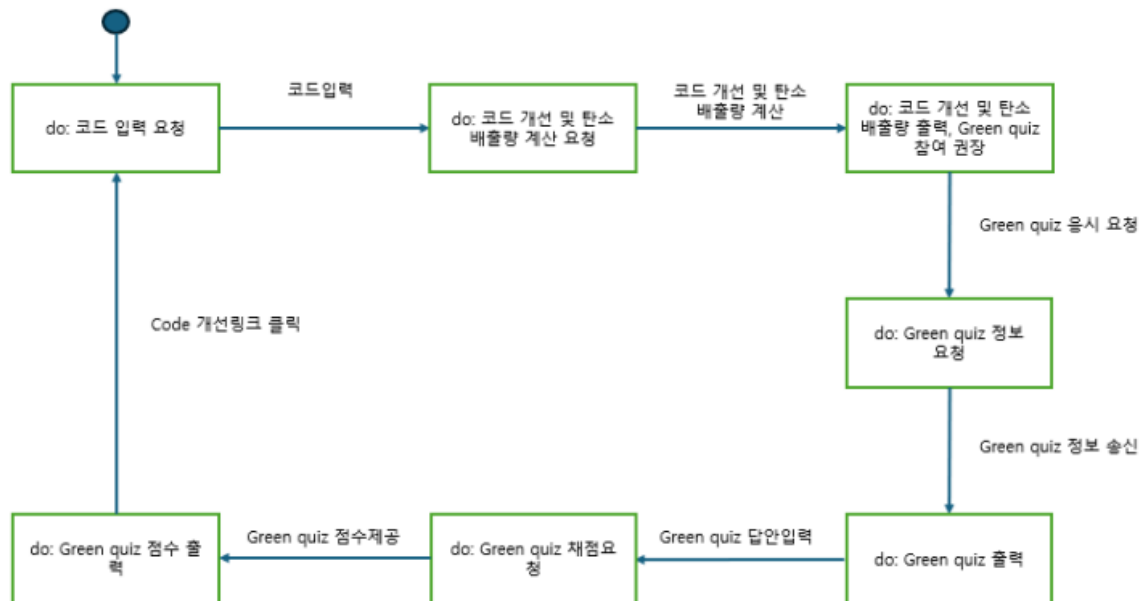 코드입력
코드 개선 및 탄소
배출량 계산
do: 코드 입력 요청
do: 코드 개선 및 탄소
배출량 계산 요청
do: 코드 개선 및 탄소
배출량 출력, Green quiz
참여 권장
Green quiz 응시 요청
Code 개선링크 클릭
do: Green quiz 정보
요청
Green quiz 정보 송신
Green quiz 점수제공
Green quiz 답안입력
do: Green quiz 점수 출
력
do: Green quiz 채점요
청
do: Green quiz 출력